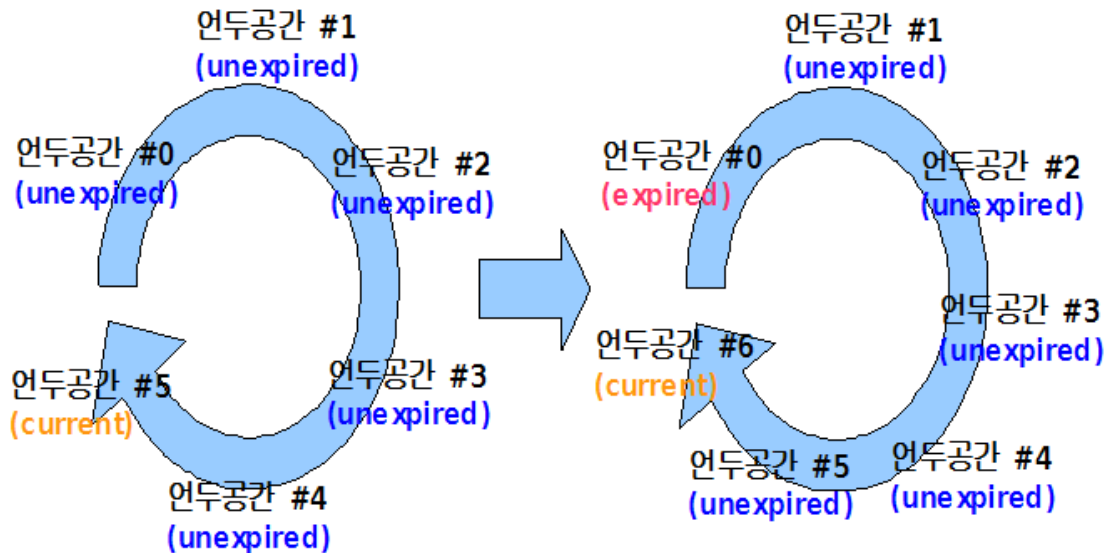 언두공간 #1
(unexpired)
언두공간 #0
(unexpired)
언두공간 #2
(unexpired)
언두공간 #3
(unexpired)
언두공간 #5
(current)
언두공간 #4
(unexpired)
언두공간 #1
(unexpired)
언두공간 #0
(expired)
언두공간 #2
(unexpired)
언두공간 #3
(unexpired)
언두공간 #6
(current)
언두공간 #5
(unexpired)
언두공간 #4
(unexpired)